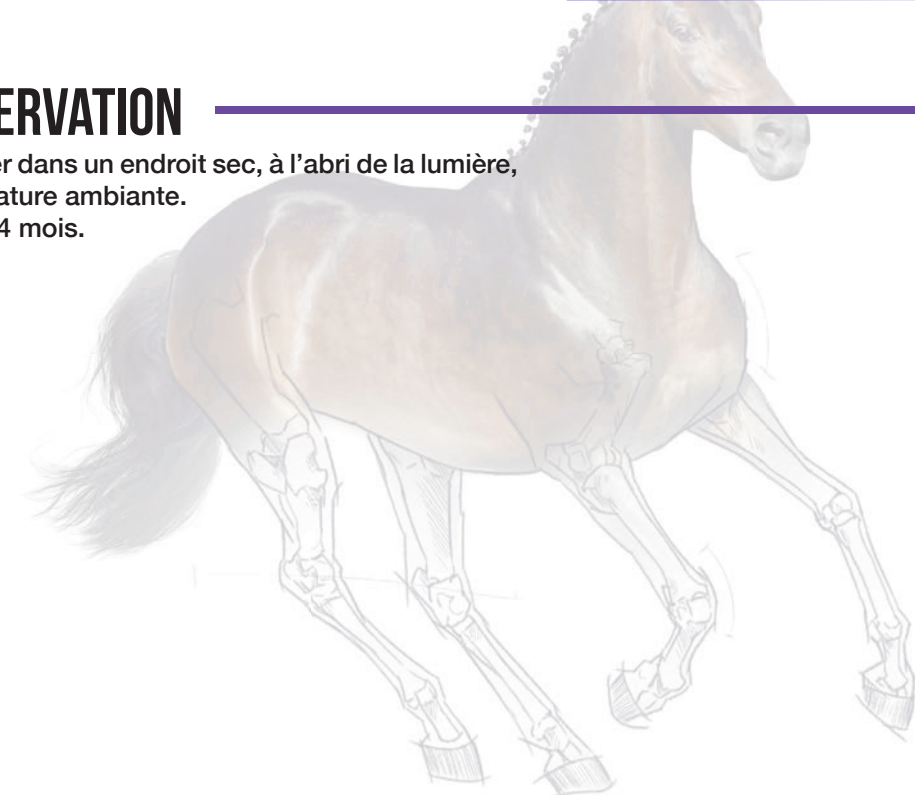 ERVATION
er dans un endroit sec, à l’abri de la lumière,
ature ambiante.
4 mois.